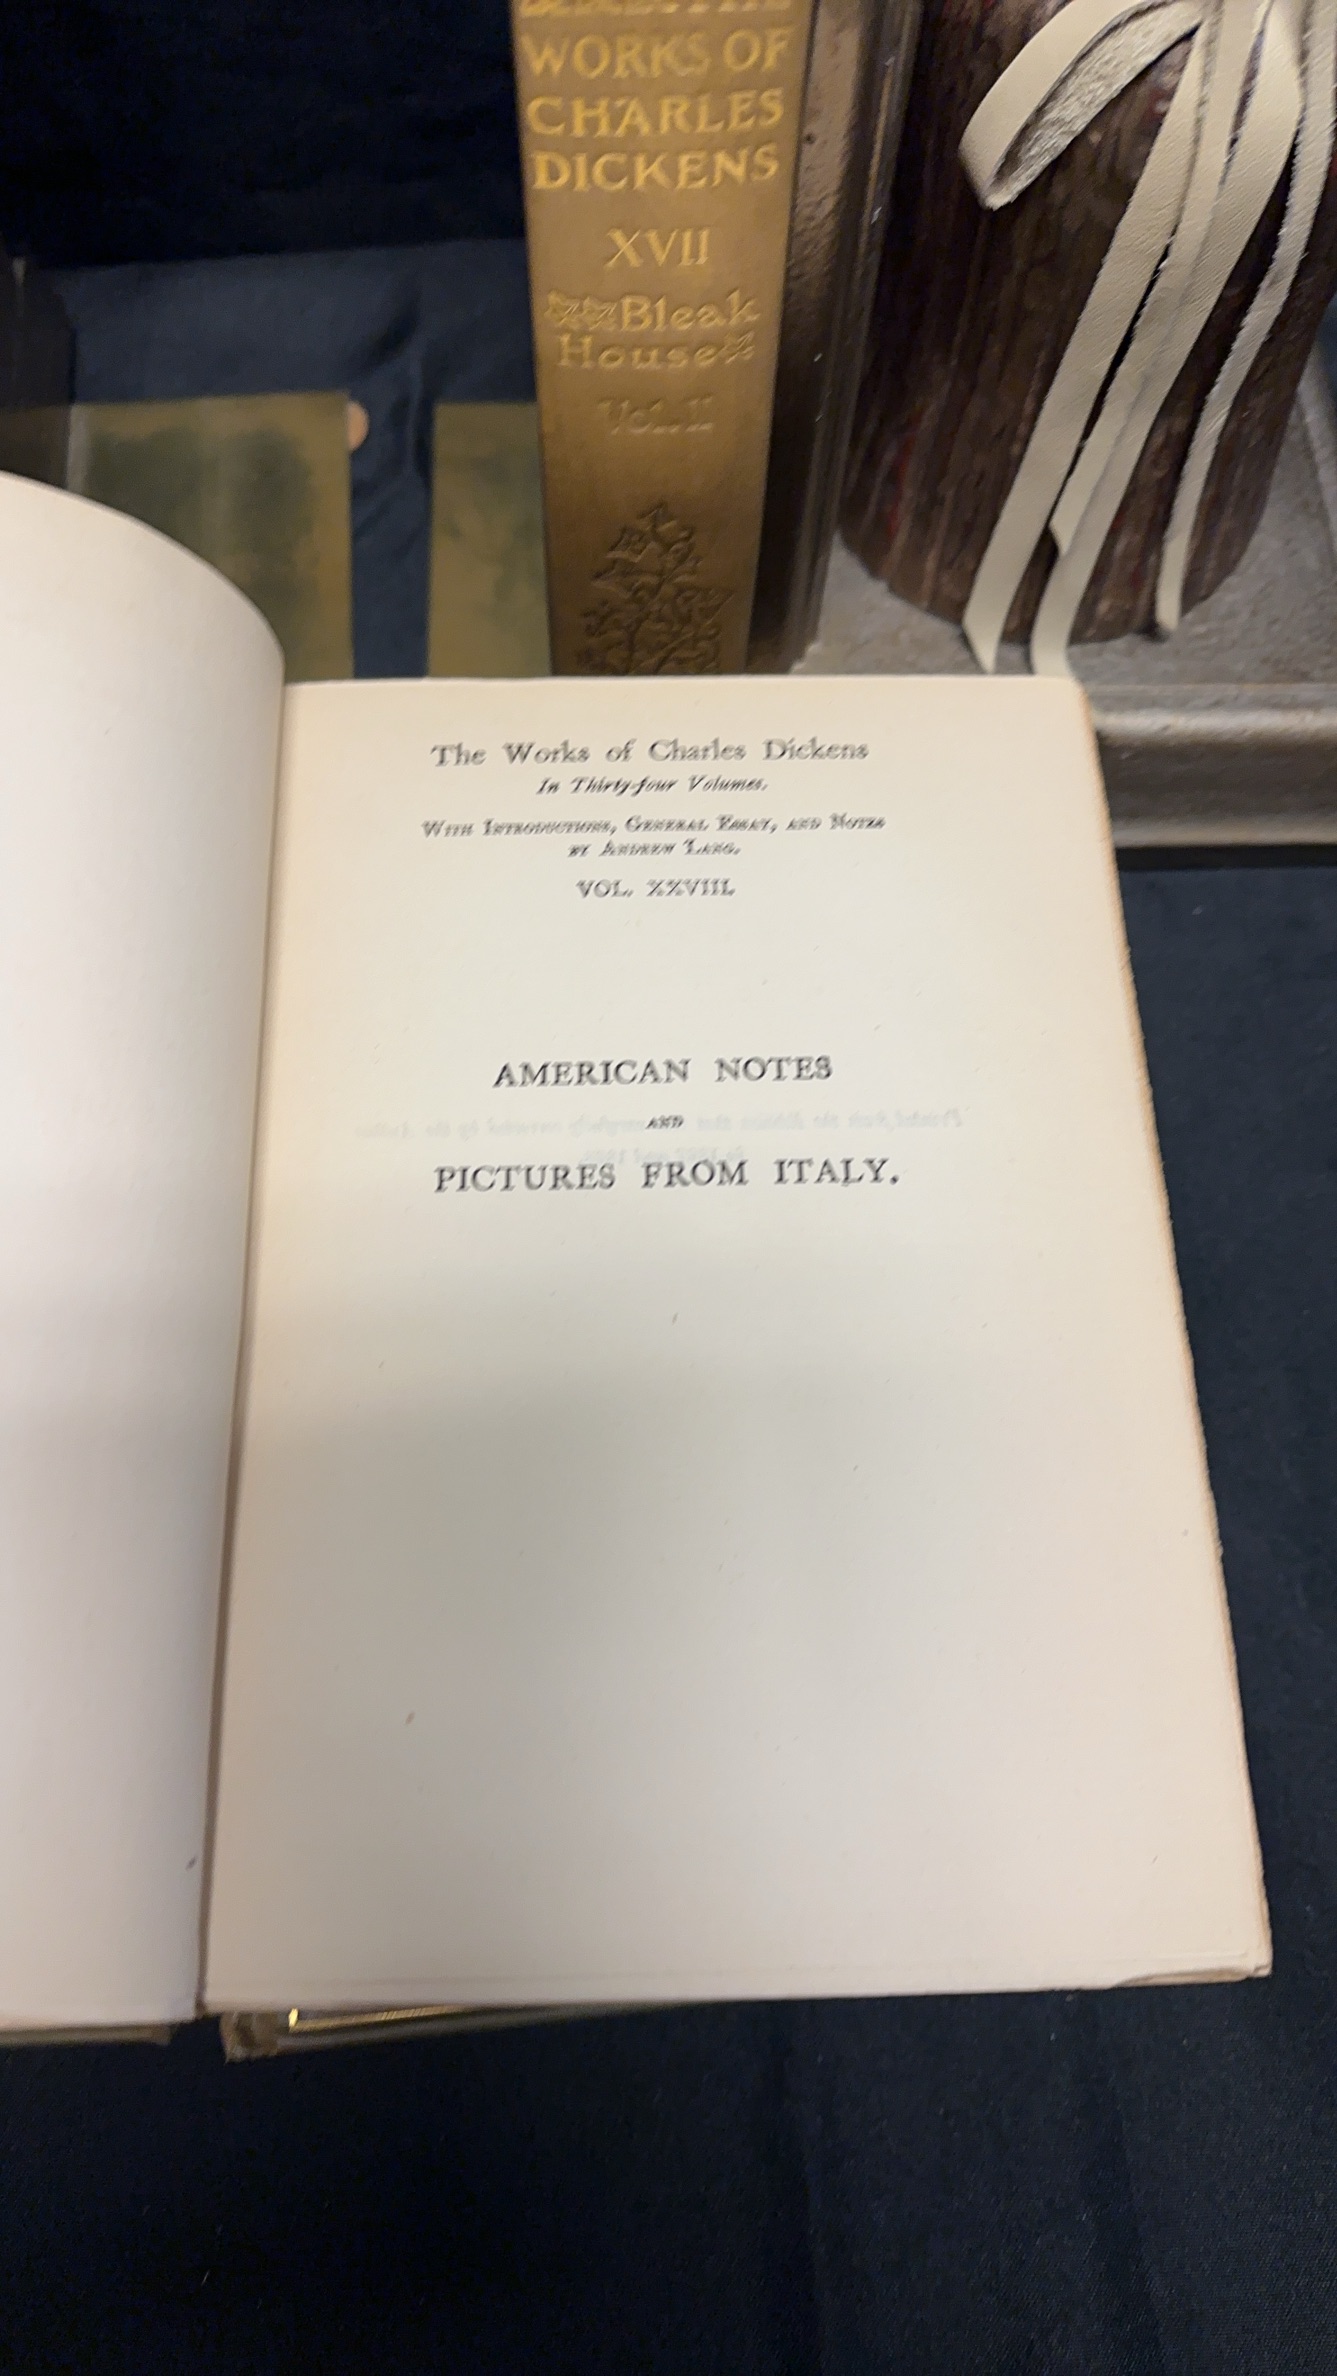 WORKS OF
CHARLES
DICKENS
XVII
Bleak
House
Vol. II
The Works of Charles Dickens
In Thirty-four Volumes.
With Introductions, General Essay, and Notes
by Andrew Lang.
VOL. XXVIII.
AMERICAN NOTES
AND
PICTURES FROM ITALY.